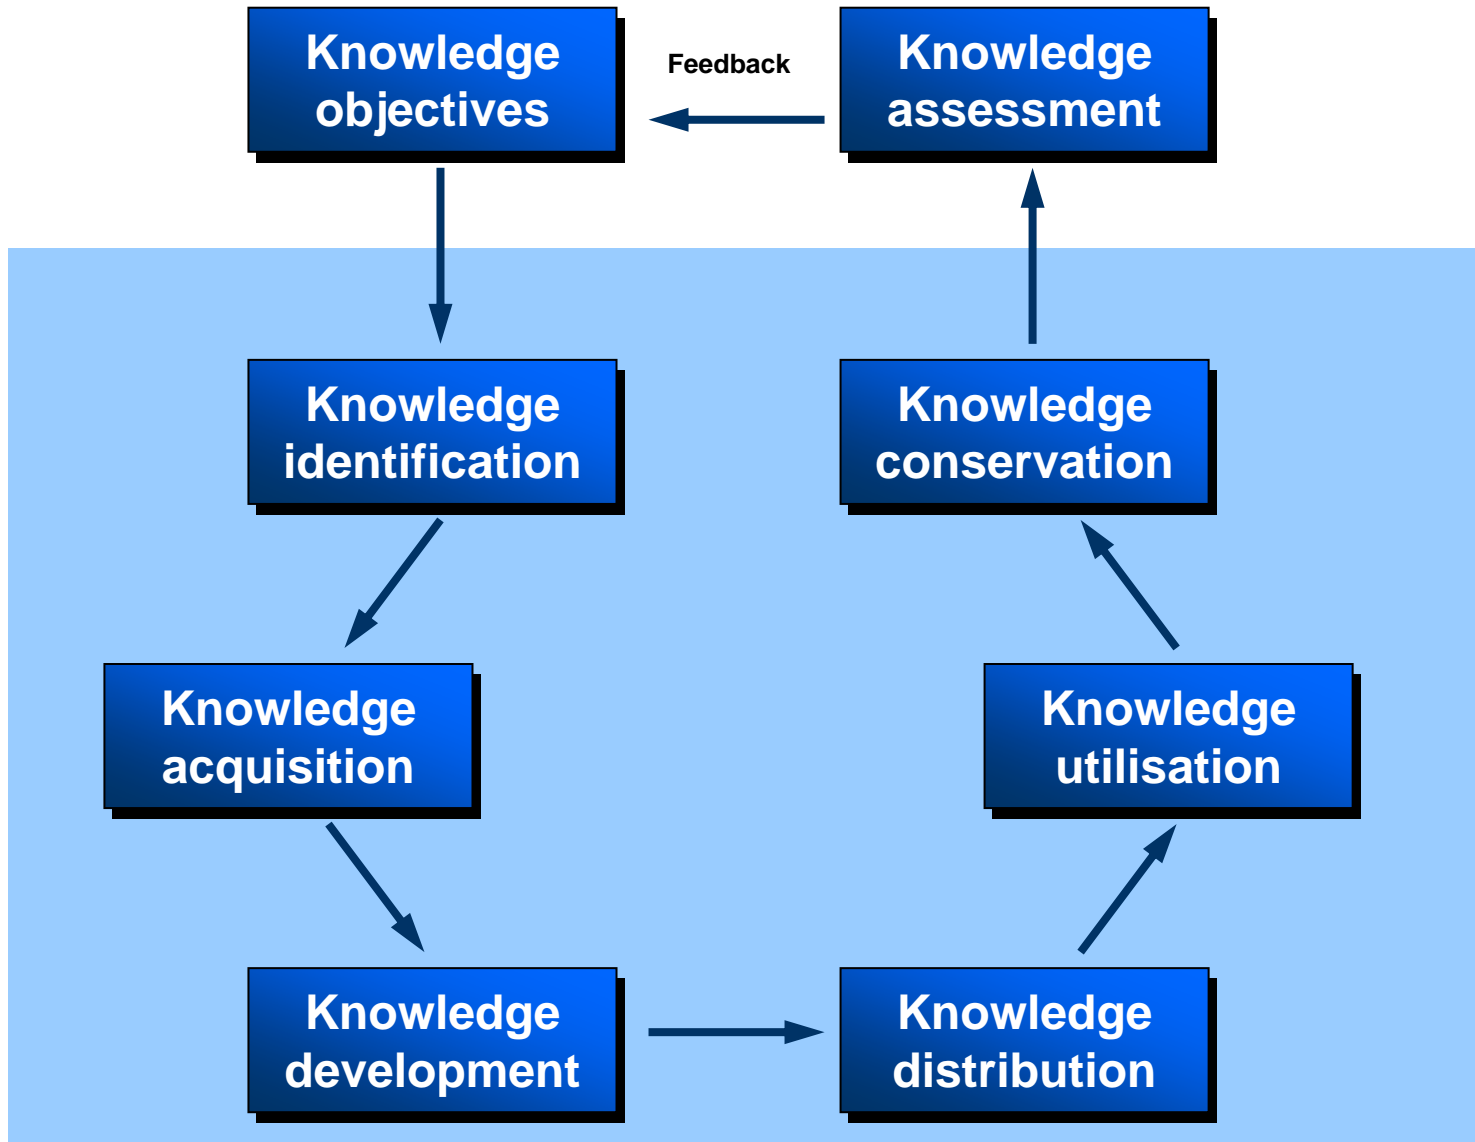 Knowledge
objectives
Feedback
Knowledge
assessment
Knowledge
identification
Knowledge
conservation
Knowledge
acquisition
Knowledge
utilisation
Knowledge
development
Knowledge
distribution